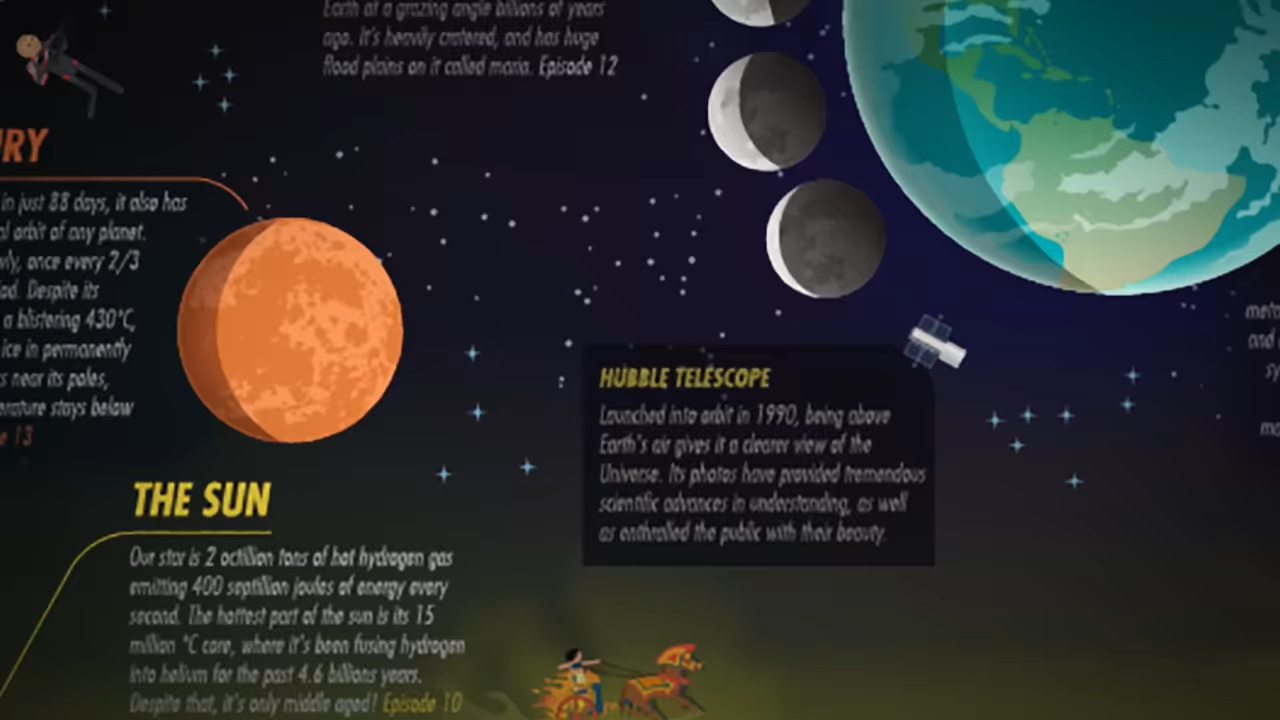 Earth at a grazing angle billions of years
ago. It's heavily cratered, and has huge
flood plains on it called maria. Episode 12
RY
in just 88 days, it also has
al orbit of any planet.
wly, once every 2/3
Despite its
a blistering 430°C,
ice in permanently
s near its poles,
erature stays below
13
THE SUN
Our star is 2 octillion tons of hot hydrogen gas
emitting 400 septillion joules of energy every
second. The hottest part of the sun is its 15
million °C core, where it's been fusing hydrogen
into helium for the past 4.6 billions years.
Despite that, it's only middle aged! Episode 10
HUBBLE TELESCOPE
Launched into orbit in 1990, being above
Earth's air gives it a clearer view of the
Universe. Its photos have provided tremendous
scientific advances in understanding, as well
as enthralled the public with their beauty.
and